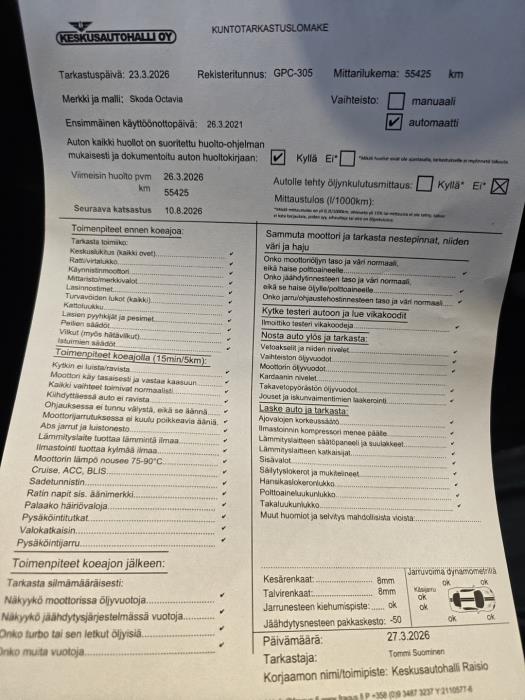 KESKUSAUTOHALLI OY
KUNTOTARKASTUSLOMAKE
Tarkastuspäivä: 23.3.2026 Rekisteritunnus: GPC-305 Mittarilukema: 55425 km
Merkki ja malli: Skoda Octavia Vaihteisto: manuaali
Ensimmäinen käyttöönottopäivä: 26.3.2021 automaatti
Auton kaikki huollot on suoritettu huolto-ohjelman
mukaisesti ja dokumentoitu auton huoltokirjaan: Kyllä Ei*
Viimeisin huolto pvm 26.3.2026 Autolle tehty öljynkulutusmittaus: Kyllä* Ei*
km 55425 Mittaustulos (l/1000km):
Seuraava katsastus 10.8.2026
Toimenpiteet ennen koeajoa:
Tarkasta toimiiko:
Keskuslukitus (kaikki ovet)
Ratti/virtalukko
Käynnistinmoottori
Mittaristo/merkkivalot
Lasinnostimet
Turvavöiden lukot (kaikki)
Kattoluukku
Lasien pyyhkijät ja pesimet
Peilien säädöt
Vilkut (myös hätävilkut)
Istuimien säädöt
Toimenpiteet koeajolla (15min/5km):
Kytkin ei luista/ravista
Moottori käy tasaisesti ja vastaa kaasuun
Kaikki vaihteet toimivat normaalisti
Kiihdyttäessä auto ei ravista
Ohjauksessa ei tunnu välystä, eikä se äännä
Moottorijarrutuksessa ei kuulu poikkeavia ääniä
Abs jarrut ja luistonesto
Lämmityslaite tuottaa lämmintä ilmaa
Ilmastointi tuottaa kylmää ilmaa
Moottorin lämpö nousee 75-90°C
Cruise, ACC, BLIS
Sadetunnistin
Ratin napit sis. äänimerkki
Palaako häiriövaloja
Pysäköintitutkat
Valokatkaisin
Pysäköintijarru
Toimenpiteet koeajon jälkeen:
Tarkasta silmämääräisesti:
Näkyykö moottorissa öljyvuotoja
Näkyykö jäähdytysjärjestelmässä vuotoja
Onko turbo tai sen letkut öljyisiä
Onko muita vuotoja
Sammuta moottori ja tarkasta nestepinnat, niiden
väri ja haju
Onko moottoriöljyn taso ja väri normaali,
eikä haise polttoaineelle
Onko jäähdytysnesteen taso ja väri normaali,
eikä se haise öljylle/polttoaineelle
Onko jarru/ohjaustehostinnesteen taso ja väri normaali
Kytke testeri autoon ja lue vikakoodit
Ilmoittiko testeri vikakoodeja
Nosta auto ylös ja tarkasta:
Vetoakselit ja niiden nivelet
Vaihteiston öljyvuodot
Moottorin öljyvuodot
Kardaanin nivelet
Takavetopyörästön öljyvuodot
Jouset ja iskunvaimentimien laakerointi
Laske auto ja tarkasta:
Ajovalojen korkeussäätö
Ilmastoinnin kompressori menee päälle
Lämmityslaitteen säätöpaneeli ja suulakkeet
Lämmityslaitteen katkaisijat
Sisävalot
Säilytyslokerot ja mukitelineet
Hansikaslokeronlukko
Polttoaineluukunlukko
Takaluukunlukko
Muut huomiot ja selvitys mahdollisista vioista
Kesärenkaat: 8mm
Talvirenkaat: 8mm
Jarrunesteen kiehumispiste: ok
Jäähdytysnesteen pakkaskesto: -50
Jarruvoima dynamometrillä
ok ok
Käsijarru
ok
ok
ok ok
Päivämäärä: 27.3.2026
Tarkastaja: Tommi Suominen
Korjaamon nimi/toimipiste: Keskusautohalli Raisio